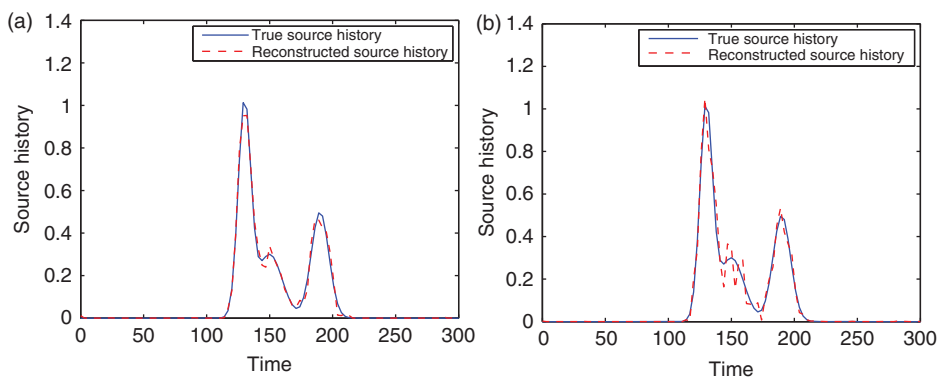 (a)
1.4
1.2
1
0.8
0.6
0.4
0.2
0
Source history
True source history
Reconstructed source history
0 50 100 150 200 250 300
Time
(b)
1.4
1.2
1
0.8
0.6
0.4
0.2
0
Source history
True source history
Reconstructed source history
0 50 100 150 200 250 300
Time